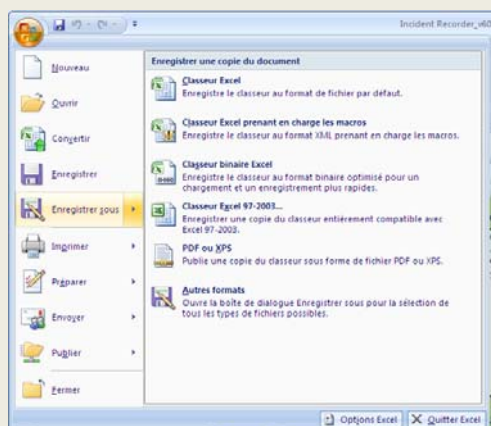 Incident Recorder_v60
Nouveau
Ouvrir
Convertir
Enregistrer
Enregistrer sous
Imprimer
Préparer
Envoyer
Publier
Fermer
Enregistrer une copie du document
Classeur Excel
Enregistre le classeur au format de fichier par défaut.
Classeur Excel prenant en charge les macros
Enregistre le classeur au format XML prenant en charge les macros.
Classeur binaire Excel
Enregistre le classeur au format binaire optimisé pour un
chargement et un enregistrement plus rapides.
Classeur Excel 97-2003...
Enregistrer une copie du classeur entièrement compatible avec
Excel 97-2003.
PDF ou XPS
Publie une copie du classeur sous forme de fichier PDF ou XPS.
Autres formats
Ouvre la boîte de dialogue Enregistrer sous pour la sélection de
tous les types de fichiers possibles.
Options Excel
Quitter Excel